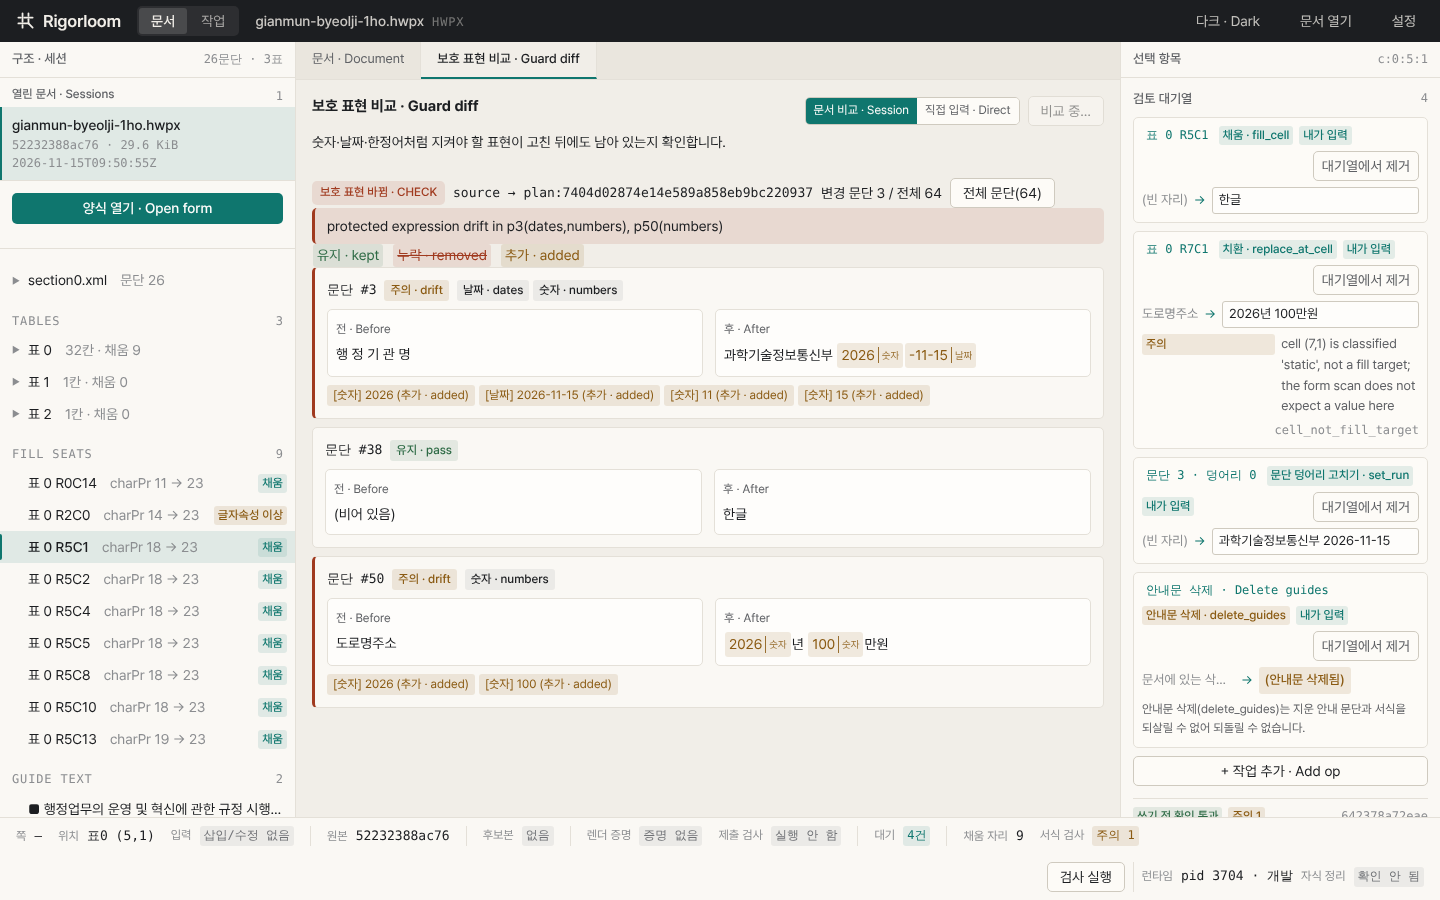 Rigorloom 문서 작업 gianmun-byeolji-1ho.hwpx HWPX 다크 · Dark 문서 열기 설정
구조 · 세션 26문단 · 3표
열린 문서 · Sessions 1
gianmun-byeolji-1ho.hwpx
52232388ac76 · 29.6 KiB
2026-11-15T09:50:55Z
양식 열기 · Open form
section0.xml 문단 26
TABLES 3
표 0 32칸 · 채움 9
표 1 1칸 · 채움 0
표 2 1칸 · 채움 0
FILL SEATS 9
표 0 R0C14 charPr 11 → 23 채움
표 0 R2C0 charPr 14 → 23 글자속성 이상
표 0 R5C1 charPr 18 → 23 채움
표 0 R5C2 charPr 18 → 23 채움
표 0 R5C4 charPr 18 → 23 채움
표 0 R5C5 charPr 18 → 23 채움
표 0 R5C8 charPr 18 → 23 채움
표 0 R5C10 charPr 18 → 23 채움
표 0 R5C13 charPr 19 → 23 채움
GUIDE TEXT 2
■ 행정업무의 운영 및 혁신에 관한 규정 시행...
문서 · Document 보호 표현 비교 · Guard diff
보호 표현 비교 · Guard diff 문서 비교 · Session 직접 입력 · Direct 비교 중...
숫자·날짜·한정어처럼 지켜야 할 표현이 고친 뒤에도 남아 있는지 확인합니다.
보호 표현 바뀜 · CHECK source → plan:7404d02874e14e589a858eb9bc220937 변경 문단 3 / 전체 64 전체 문단(64)
protected expression drift in p3(dates,numbers), p50(numbers)
유지 · kept 누락 · removed 추가 · added
문단 #3 주의 · drift 날짜 · dates 숫자 · numbers
전 · Before
행 정 기 관 명
후 · After
과학기술정보통신부 2026 숫자 -11-15 날짜
[숫자] 2026 (추가 · added) [날짜] 2026-11-15 (추가 · added) [숫자] 11 (추가 · added) [숫자] 15 (추가 · added)
문단 #38 유지 · pass
전 · Before
(비어 있음)
후 · After
한글
문단 #50 주의 · drift 숫자 · numbers
전 · Before
도로명주소
후 · After
2026 숫자 년 100 숫자 만원
[숫자] 2026 (추가 · added) [숫자] 100 (추가 · added)
선택 항목 c:0:5:1
검토 대기열 4
표 0 R5C1 채움 · fill_cell 내가 입력
대기열에서 제거
(빈 자리) → 한글
표 0 R7C1 치환 · replace_at_cell 내가 입력
대기열에서 제거
도로명주소 → 2026년 100만원
주의 cell (7,1) is classified
'static', not a fill target;
the form scan does not
expect a value here
cell_not_fill_target
문단 3 · 덩어리 0 문단 덩어리 고치기 · set_run
내가 입력 대기열에서 제거
(빈 자리) → 과학기술정보통신부 2026-11-15
안내문 삭제 · Delete guides
안내문 삭제 · delete_guides 내가 입력
대기열에서 제거
문서에 있는 삭... → (안내문 삭제됨)
안내문 삭제(delete_guides)는 지운 안내 문단과 서식을
되살릴 수 없어 되돌릴 수 없습니다.
+ 작업 추가 · Add op
쓰기 전 확인 통과 주의 1 642378a72eae
쪽 — 위치 표0 (5,1) 입력 삽입/수정 없음 원본 52232388ac76 후보본 없음 렌더 증명 증명 없음 제출 검사 실행 안 함 대기 4건 채움 자리 9 서식 검사 주의 1
검사 실행 런타임 pid 3704 · 개발 자식 정리 확인 안 됨